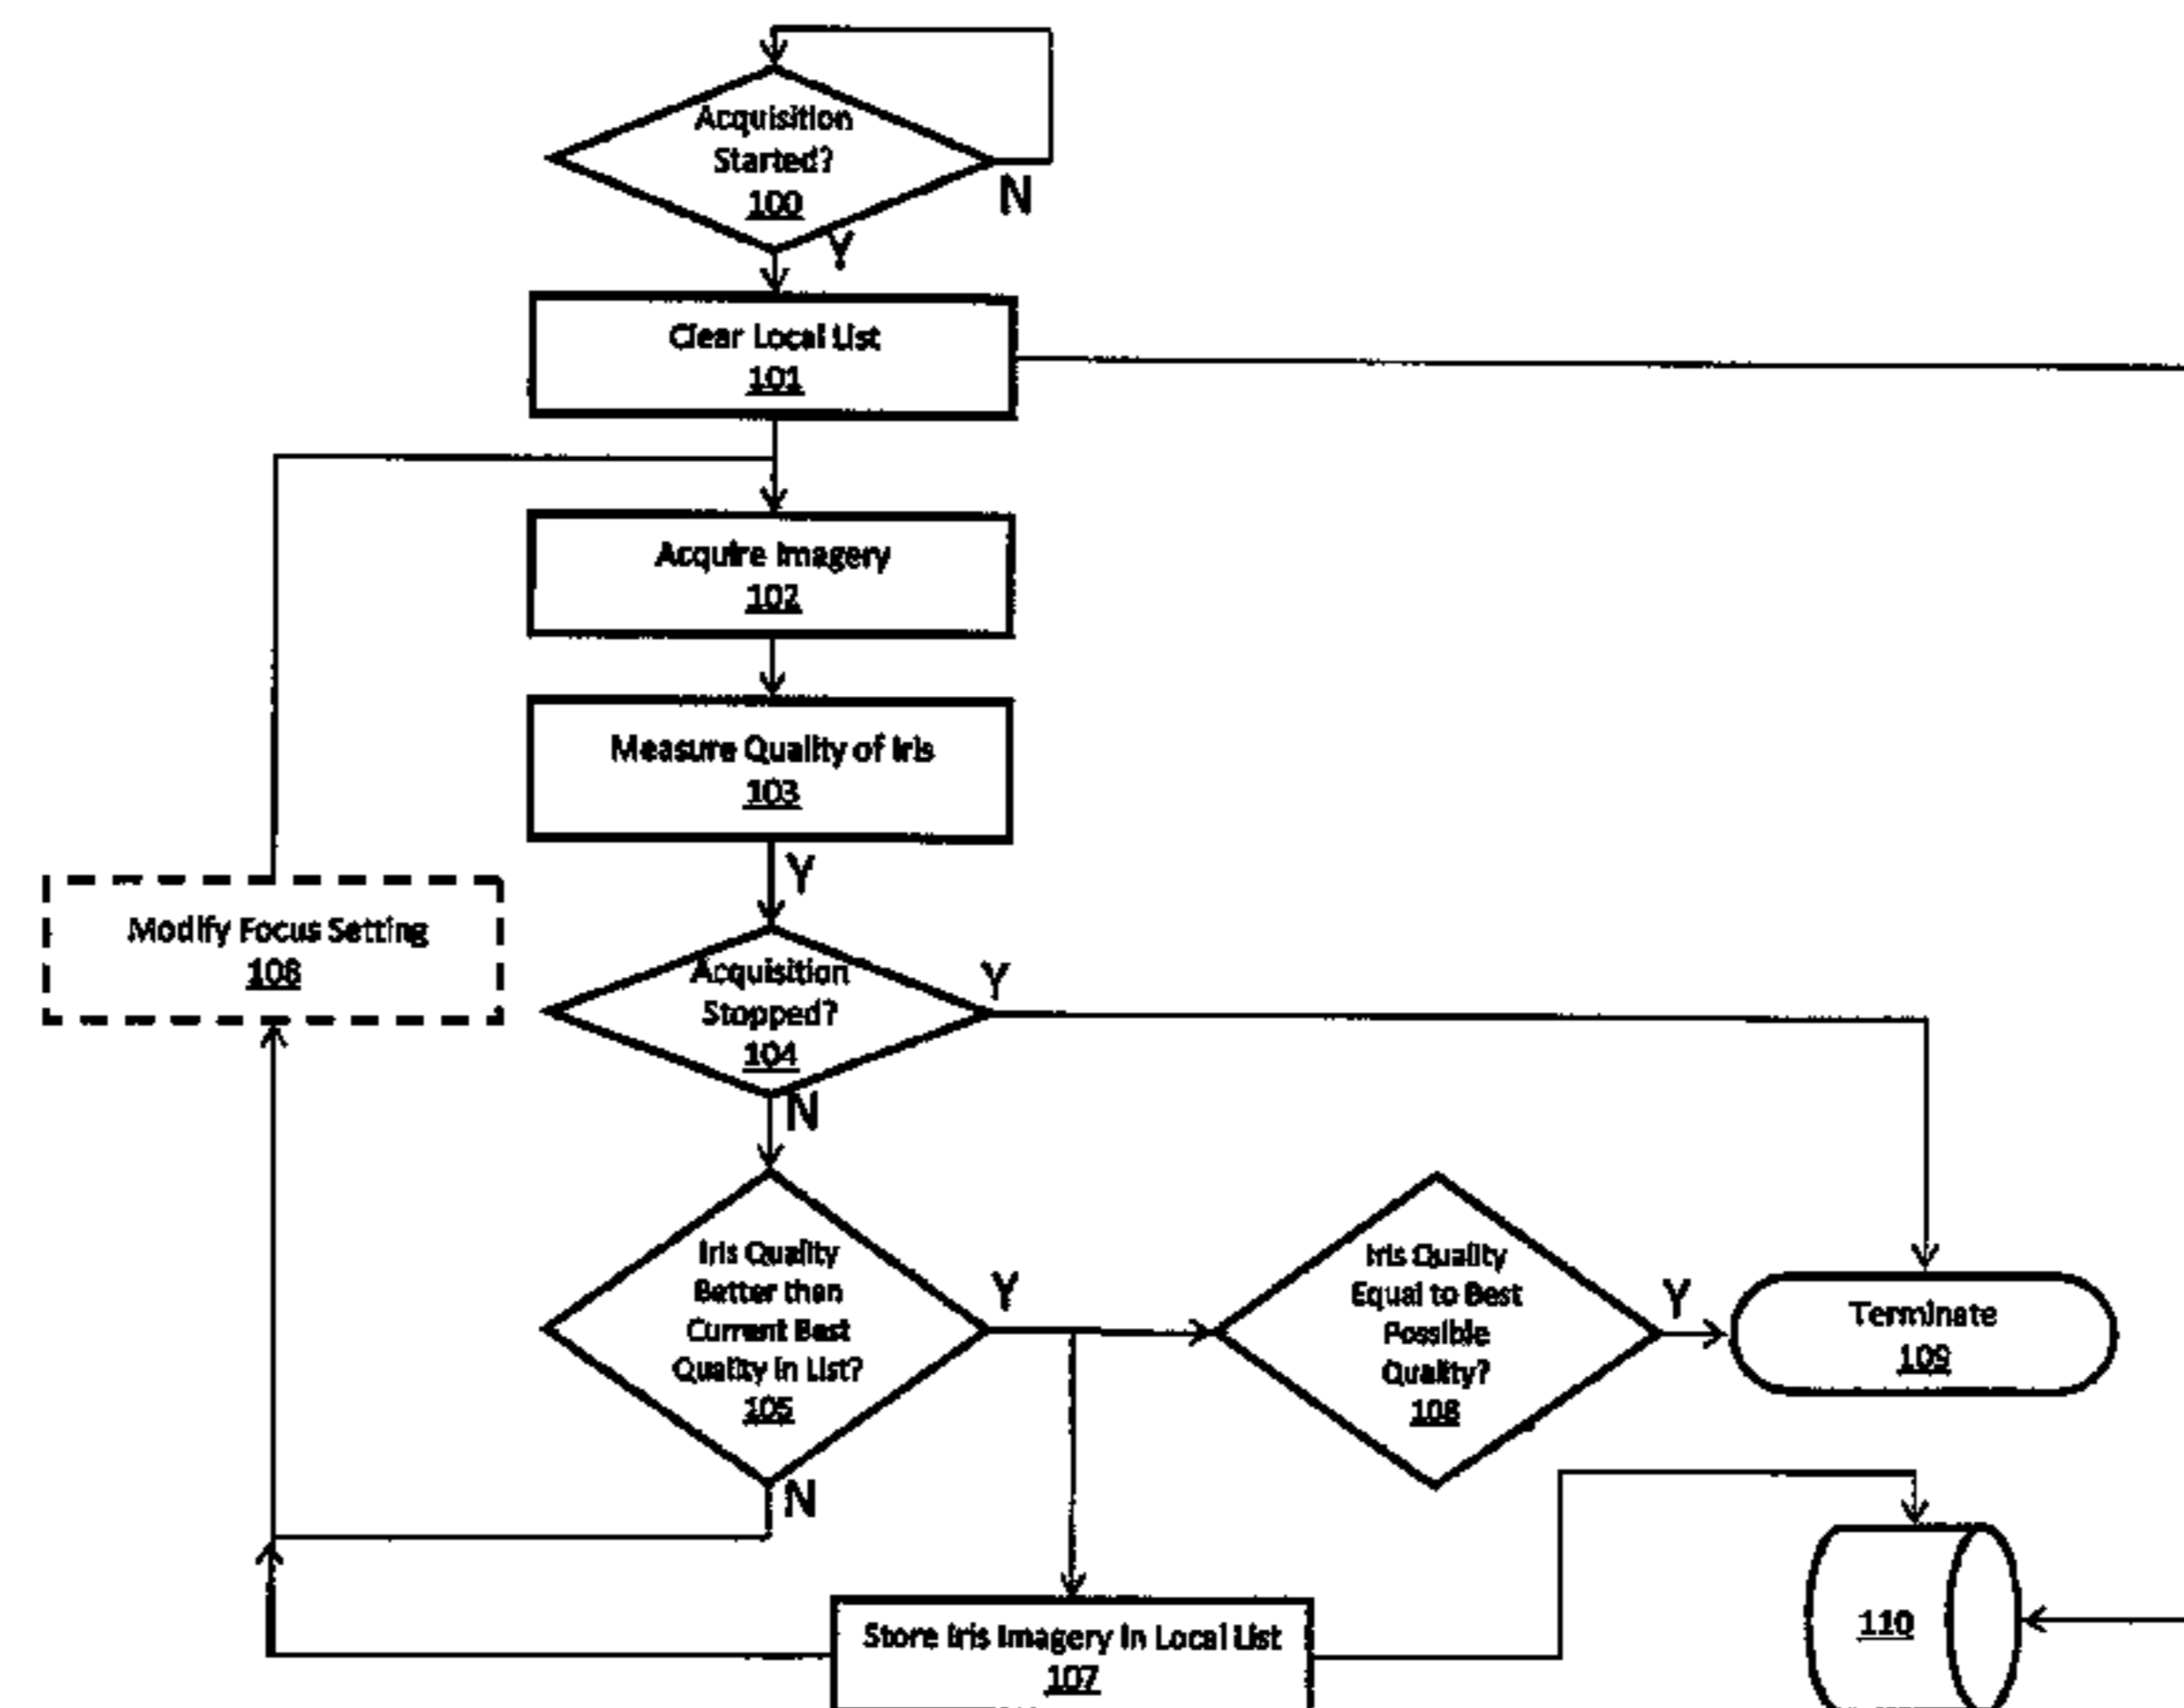 Acquisition
Started?
100
N
Y
Clear Local List
101
Acquire Imagery
102
Measure Quality of Iris
103
Y
Modify Focus Setting
108
Acquisition
Stopped?
104
Y
N
Iris Quality
Better than
Current Best
Quality in List?
105
Y
N
Iris Quality
Equal to Best
Possible
Quality?
108
Y
Terminate
109
Store Iris Imagery in Local List
107
110